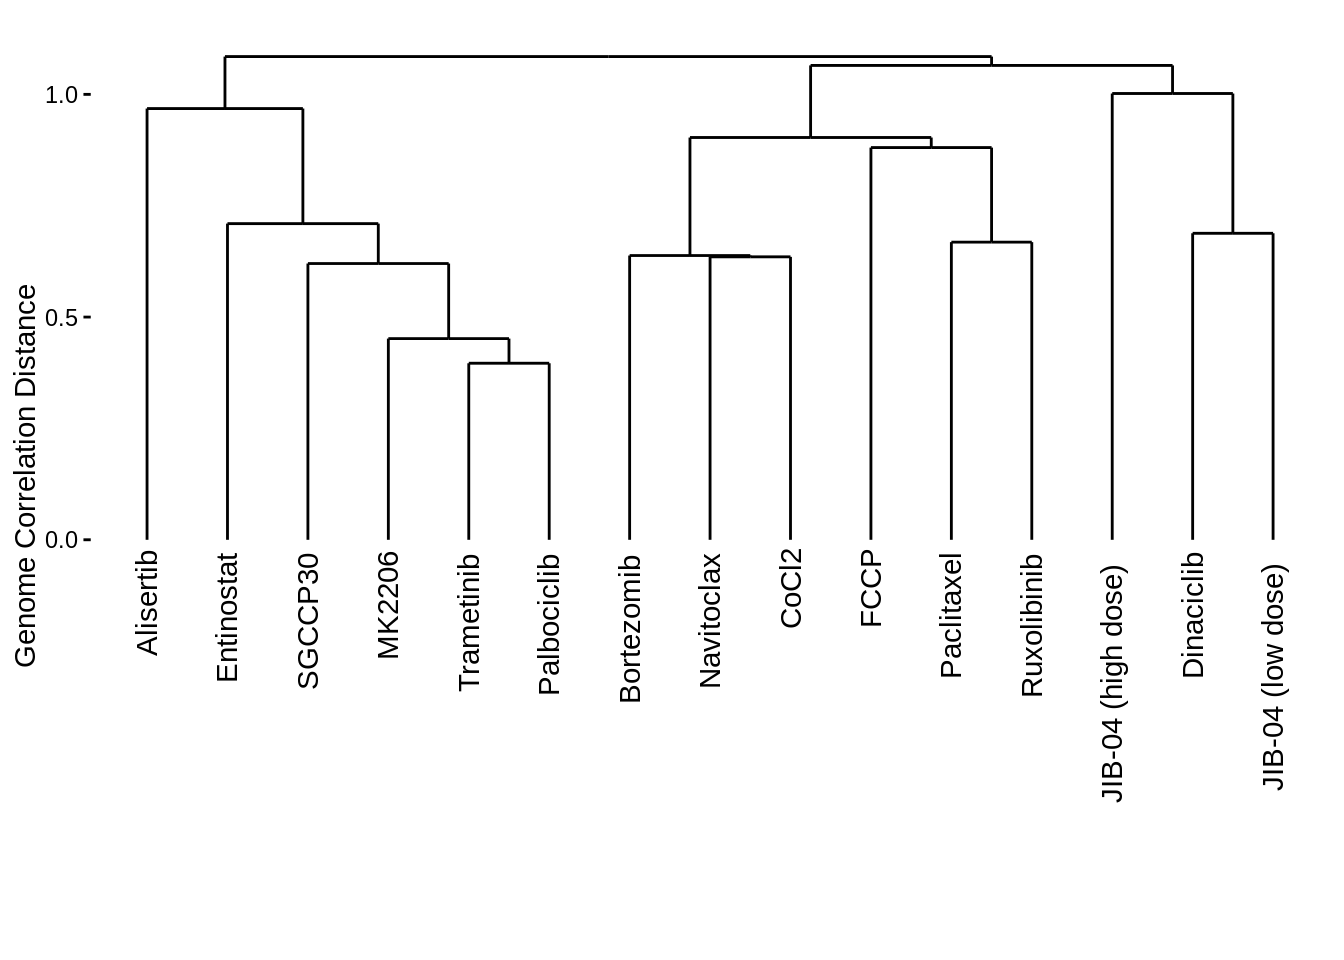 Genome Correlation Distance
1.0
0.5
0.0
Alisertib
Entinostat
SGCCP30
MK2206
Trametinib
Palbociclib
Bortezomib
Navitoclax
CoCl2
FCCP
Paclitaxel
Ruxolibinib
JIB-04 (high dose)
Dinaciclib
JIB-04 (low dose)